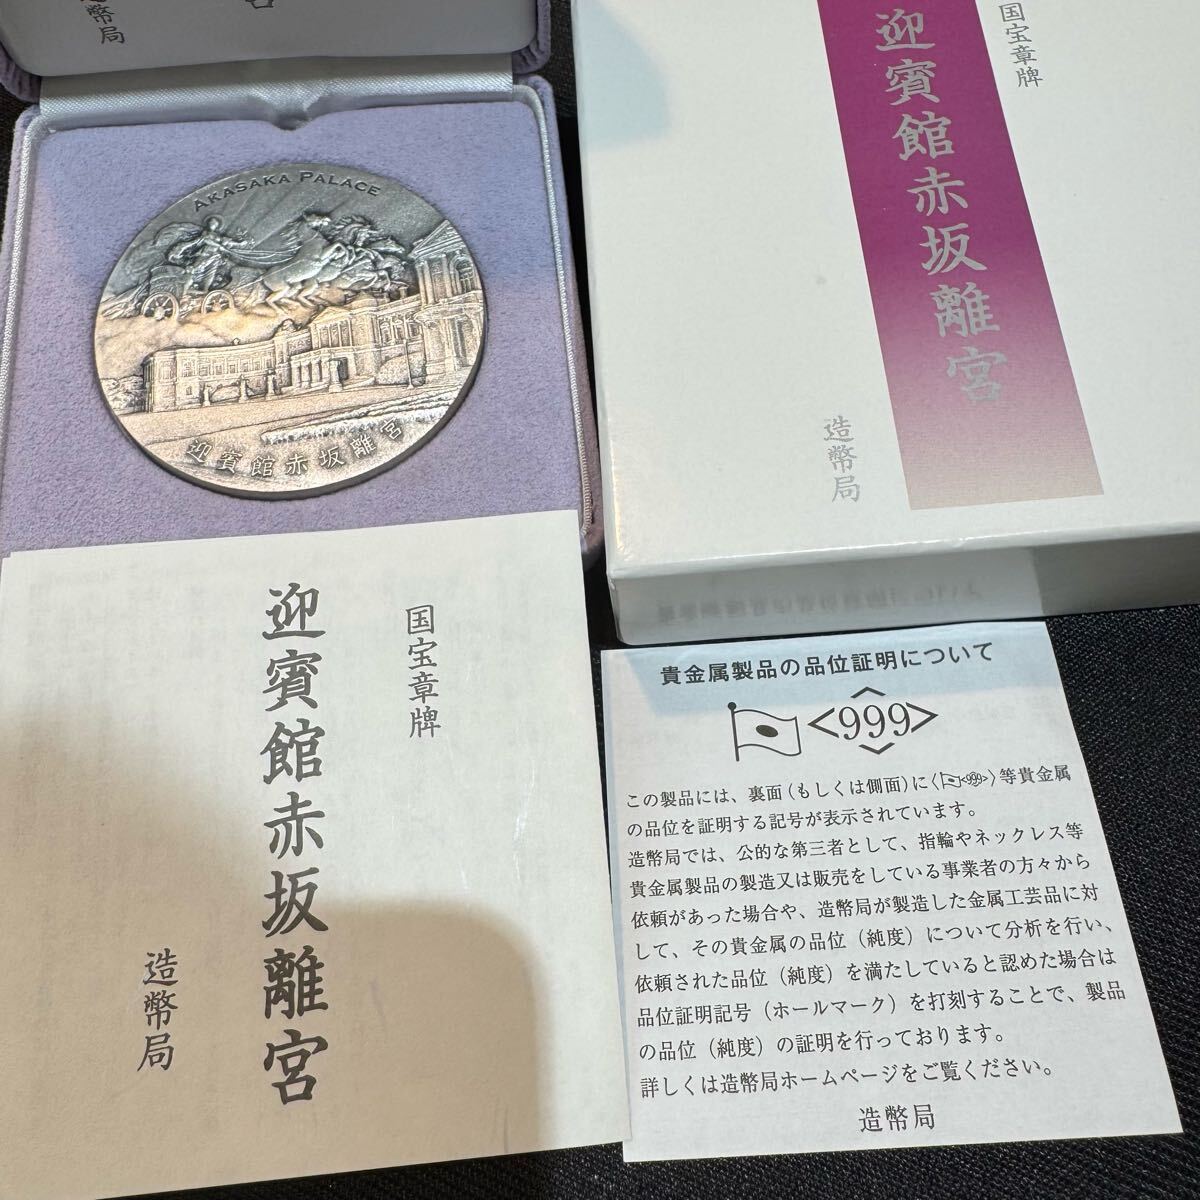 造幣局
AKASAKA PALACE
迎賓館赤坂離宮
国宝章牌
迎賓館赤坂離宮
造幣局
国宝章牌
迎賓館赤坂離宮
造幣局
貴金属製品の品位証明について
<999>
この製品には、裏面(もしくは側面)に〈<999>〉等貴金属
の品位を証明する記号が表示されています。
造幣局では、公的な第三者として、指輪やネックレス等
貴金属製品の製造又は販売をしている事業者の方々から
依頼があった場合や、造幣局が製造した金属工芸品に対
して、その貴金属の品位(純度)について分析を行い、
依頼された品位(純度)を満たしていると認めた場合は
品位証明記号(ホールマーク)を打刻することで、製品
の品位(純度)の証明を行っております。
詳しくは造幣局ホームページをご覧ください。
造幣局